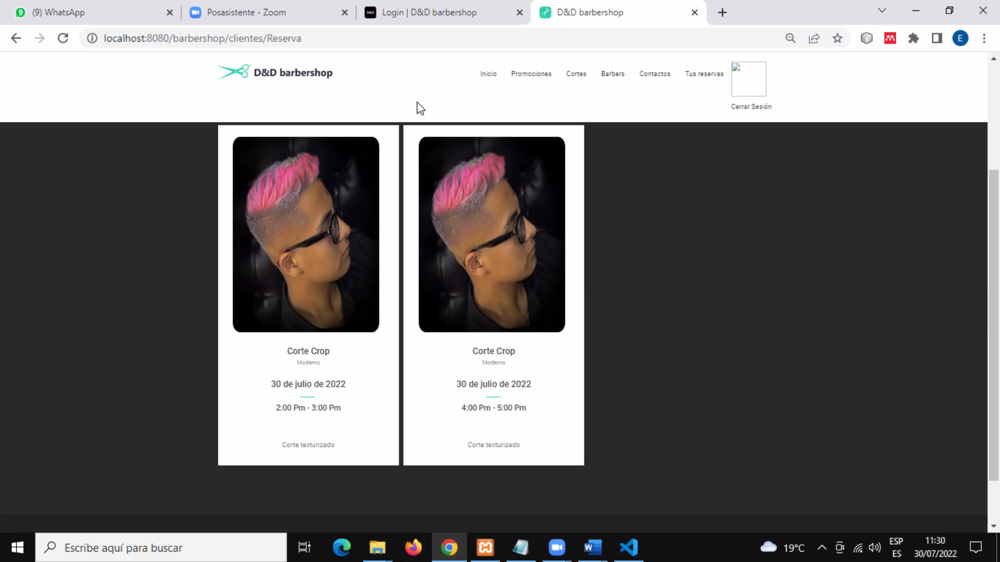 (9) WhatsApp
Posasistente - Zoom
Login | D&D barbershop
D&D barbershop
localhost:8080/barbershop/clientes/Reserva
E
D&D barbershop
Inicio Promociones Cortes Barbers Contactos Tus reservas
Cerrar Sesión
Corte Crop
Moderno
30 de julio de 2022
2:00 Pm - 3:00 Pm
Corte texturizado
Corte Crop
Moderno
30 de julio de 2022
4:00 Pm - 5:00 Pm
Corte texturizado
Escribe aquí para buscar
19°C
ESP
ES
11:30
30/07/2022